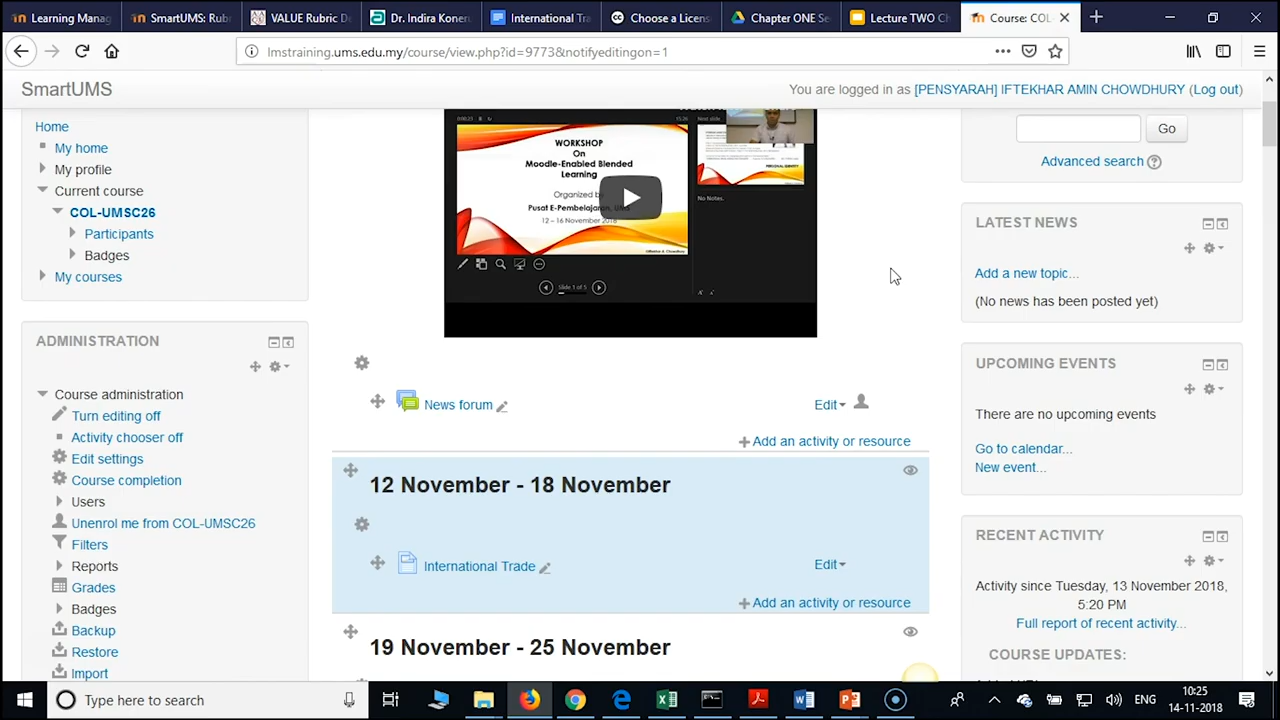 Learning Manag
SmartUMS: Rubr
VALUE Rubric D
Dr. Indira Koner
International Tra
Choose a Licens
Chapter ONE Se
Lecture TWO C
Course: COL-
lmstraining.ums.edu.my/course/view.php?id=9773&notifyeditingon=1
SmartUMS
You are logged in as [PENSYARAH] IFTEKHAR AMIN CHOWDHURY (Log out)
Home
My home
My profile
Current course
COL-UMSC26
Participants
Badges
My courses
ADMINISTRATION
Course administration
Turn editing off
Activity chooser off
Edit settings
Course completion
Users
Unenrol me from COL-UMSC26
Filters
Reports
Grades
Badges
Backup
Restore
Import
WORKSHOP
On
Moodle-Enabled Blended
Learning
Organized by
Pusat E-Pembelajaran, UMS
12 – 16 November 2018
No Notes.
Slide 1 of 5
News forum
Edit
Add an activity or resource
12 November - 18 November
International Trade
Edit
Add an activity or resource
19 November - 25 November
Go
Advanced search
LATEST NEWS
Add a new topic...
(No news has been posted yet)
UPCOMING EVENTS
There are no upcoming events
Go to calendar...
New event...
RECENT ACTIVITY
Activity since Tuesday, 13 November 2018,
5:20 PM
Full report of recent activity...
COURSE UPDATES:
Type here to search
ENG
10:25
14-11-2018